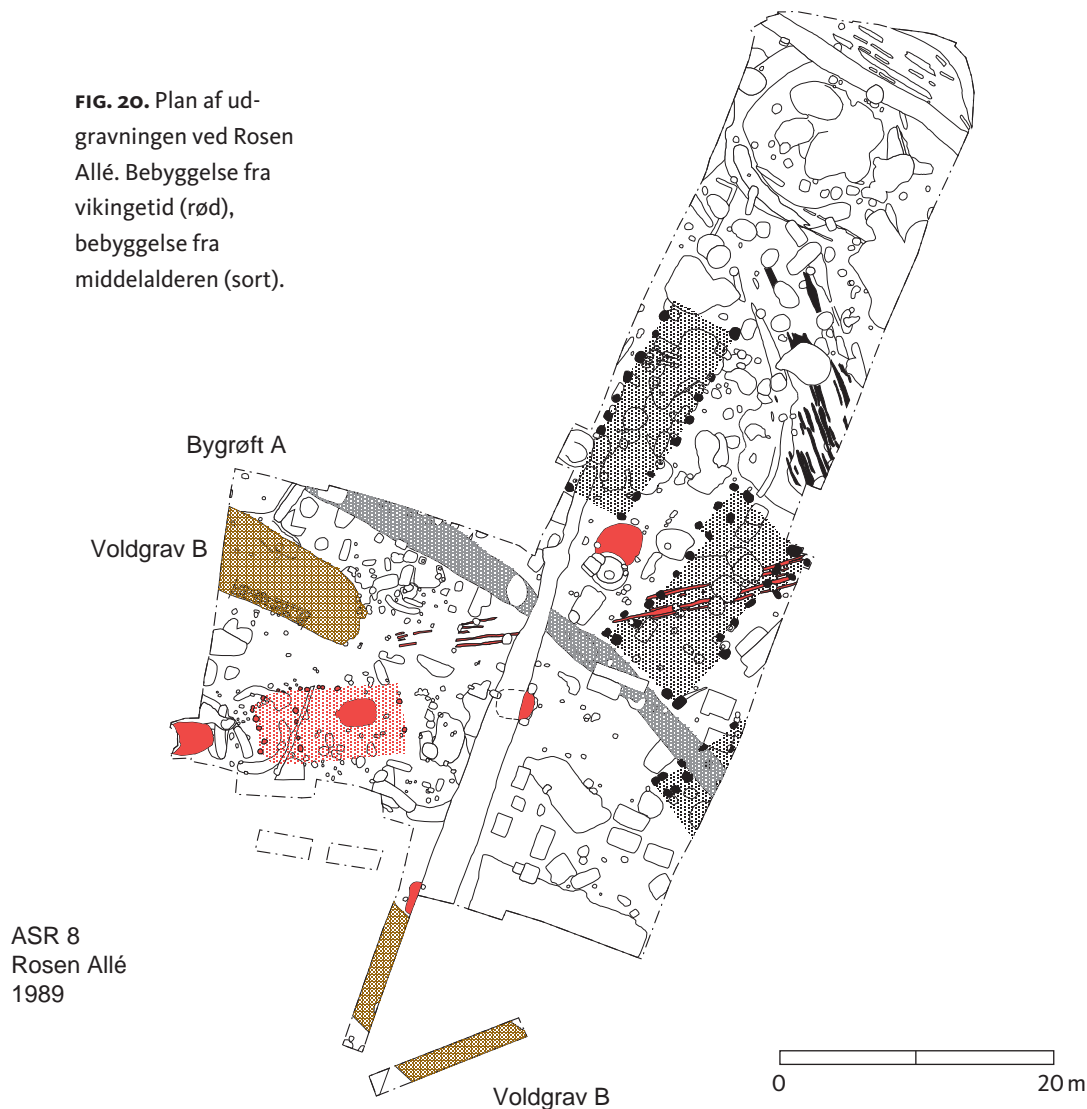 FIG. 20. Plan af ud-
gravningen ved Rosen
Allé. Bebyggelse fra
vikingetid (rød),
bebyggelse fra
middelalderen (sort).
Bygrøft A
Voldgrav B
ASR 8
Rosen Allé
1989
Voldgrav B
0 20 m